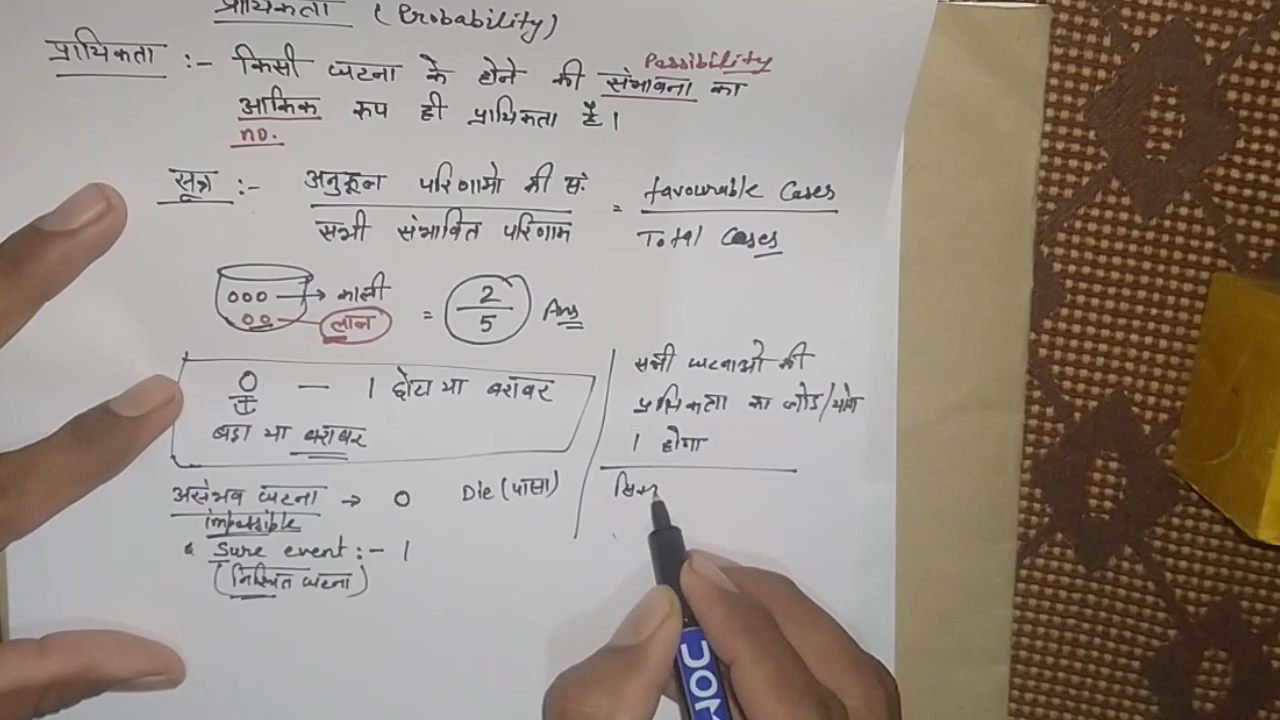 प्रायिकता (Probability)
प्रायिकता :- किसी घटना के होने की संभावना का
Possibility
आंकिक रूप ही प्रायिकता है।
no.
सूत्र :- अनुकूल परिणामो की सं. = favourable Cases
सभी संभावित परिणाम Total Cases
ooo → काली
oo लाल = 2/5 Ans
0 — 1 छोटा या बराबर
बड़ा या बराबर
सभी घटनाओ की
प्रायिकता का जोड़/योग
1 होगा
असंभव घटना → 0 Die (पासा)
impossible
Sure event :- 1
(निश्चित घटना)